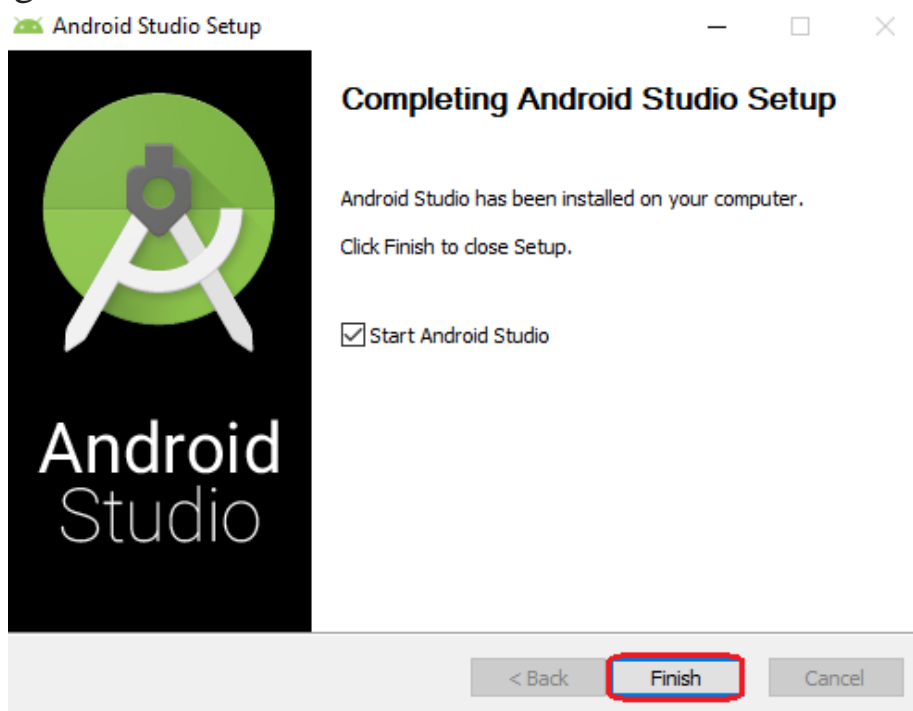 Android Studio Setup
Completing Android Studio Setup
Android Studio has been installed on your computer.
Click Finish to close Setup.
Start Android Studio
Android
Studio
< Back
Finish
Cancel